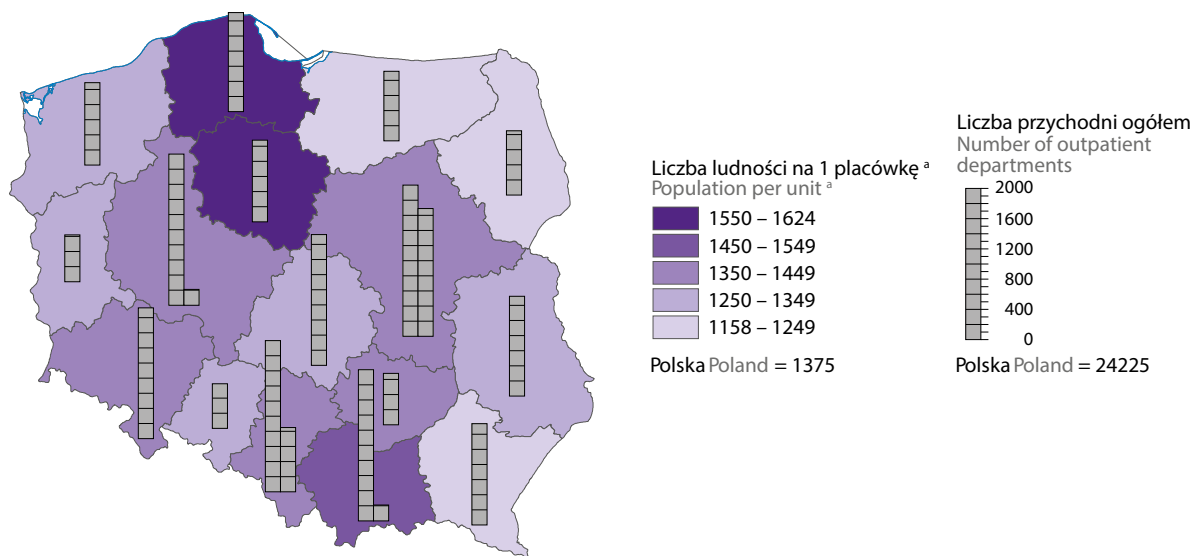 Liczba ludności na 1 placówkę ª
Population per unit ª
1550 – 1624
1450 – 1549
1350 – 1449
1250 – 1349
1158 – 1249
Polska Poland = 1375
Liczba przychodni ogółem
Number of outpatient
departments
2000
1600
1200
800
400
0
Polska Poland = 24225